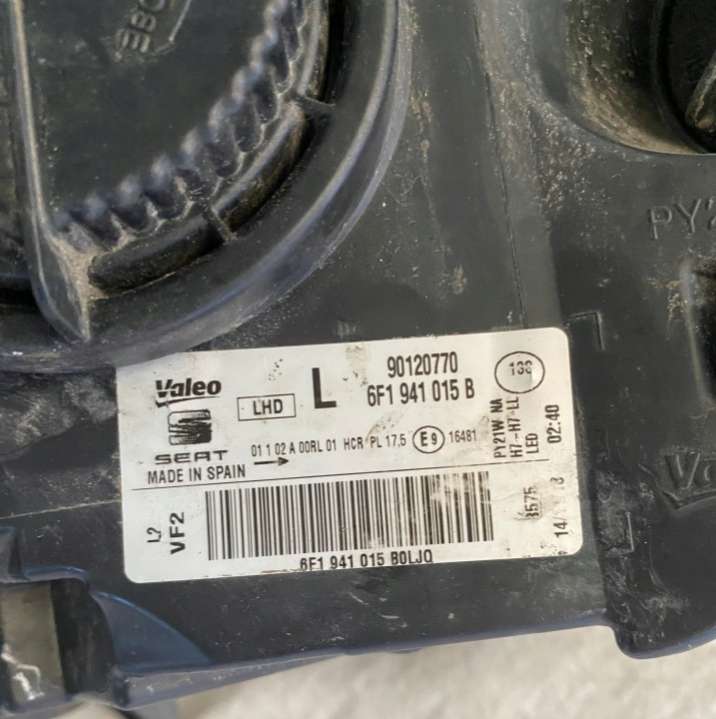 PY2
Valeo
SEAT
MADE IN SPAIN
LHD
L
90120770
6F1 941 015 B
01 1 02 A 00RL 01 HCR PL 17.5 E9 16481
PY21W NA
H7-H7 LL
LED
02:40
L2
VF2
6F1 941 015 B0LJQ